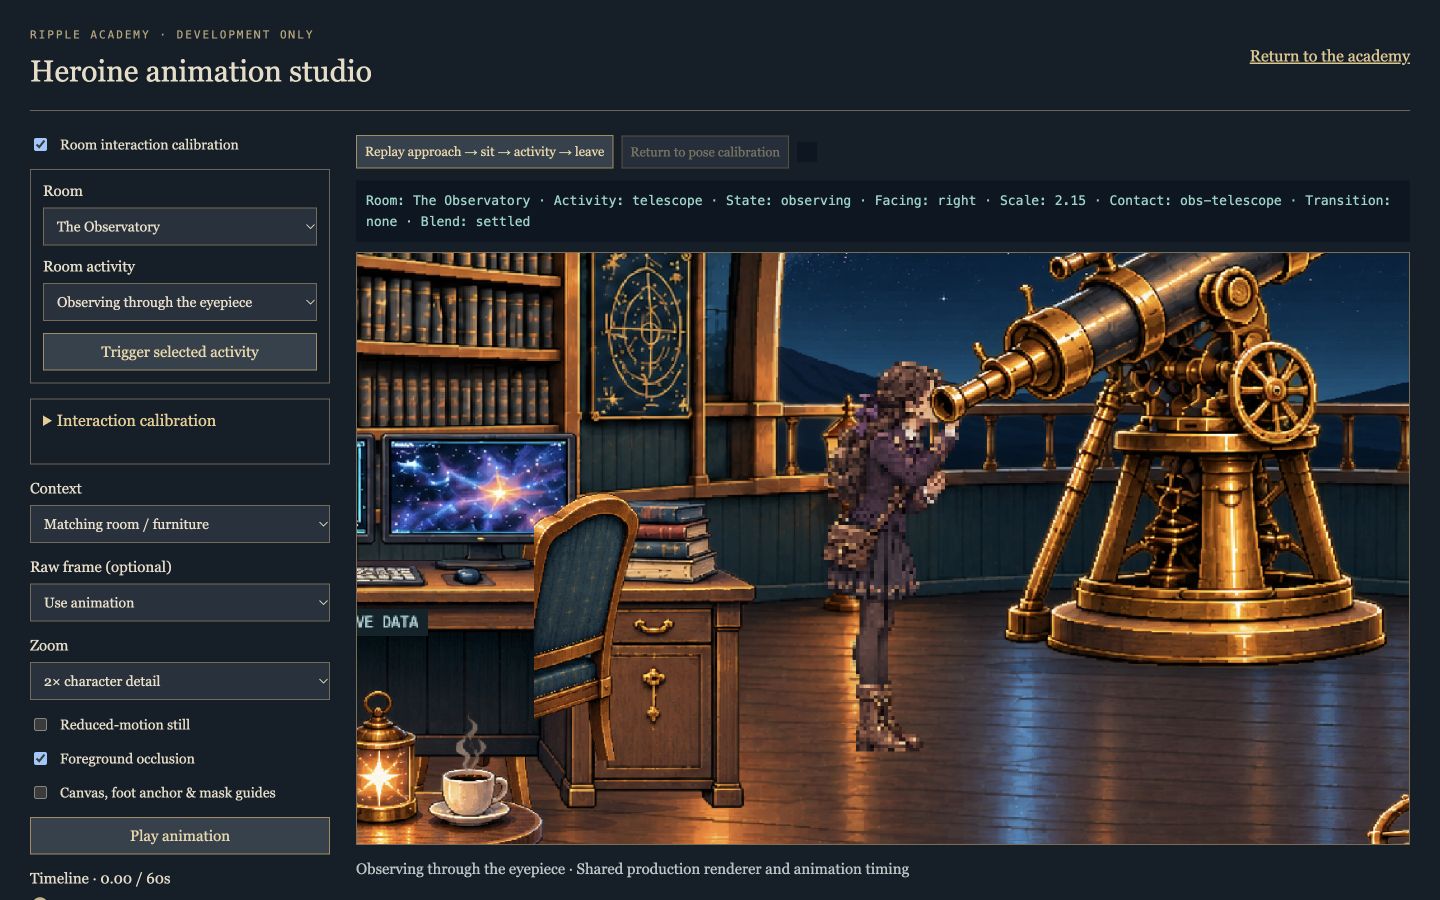 RIPPLE ACADEMY · DEVELOPMENT ONLY
Heroine animation studio
Return to the academy
Room interaction calibration
Room
The Observatory
Room activity
Observing through the eyepiece
Trigger selected activity
Interaction calibration
Context
Matching room / furniture
Raw frame (optional)
Use animation
Zoom
2× character detail
Reduced-motion still
Foreground occlusion
Canvas, foot anchor & mask guides
Play animation
Timeline · 0.00 / 60s
Replay approach → sit → activity → leave
Return to pose calibration
Room: The Observatory · Activity: telescope · State: observing · Facing: right · Scale: 2.15 · Contact: obs-telescope · Transition:
none · Blend: settled
VE DATA
Observing through the eyepiece · Shared production renderer and animation timing